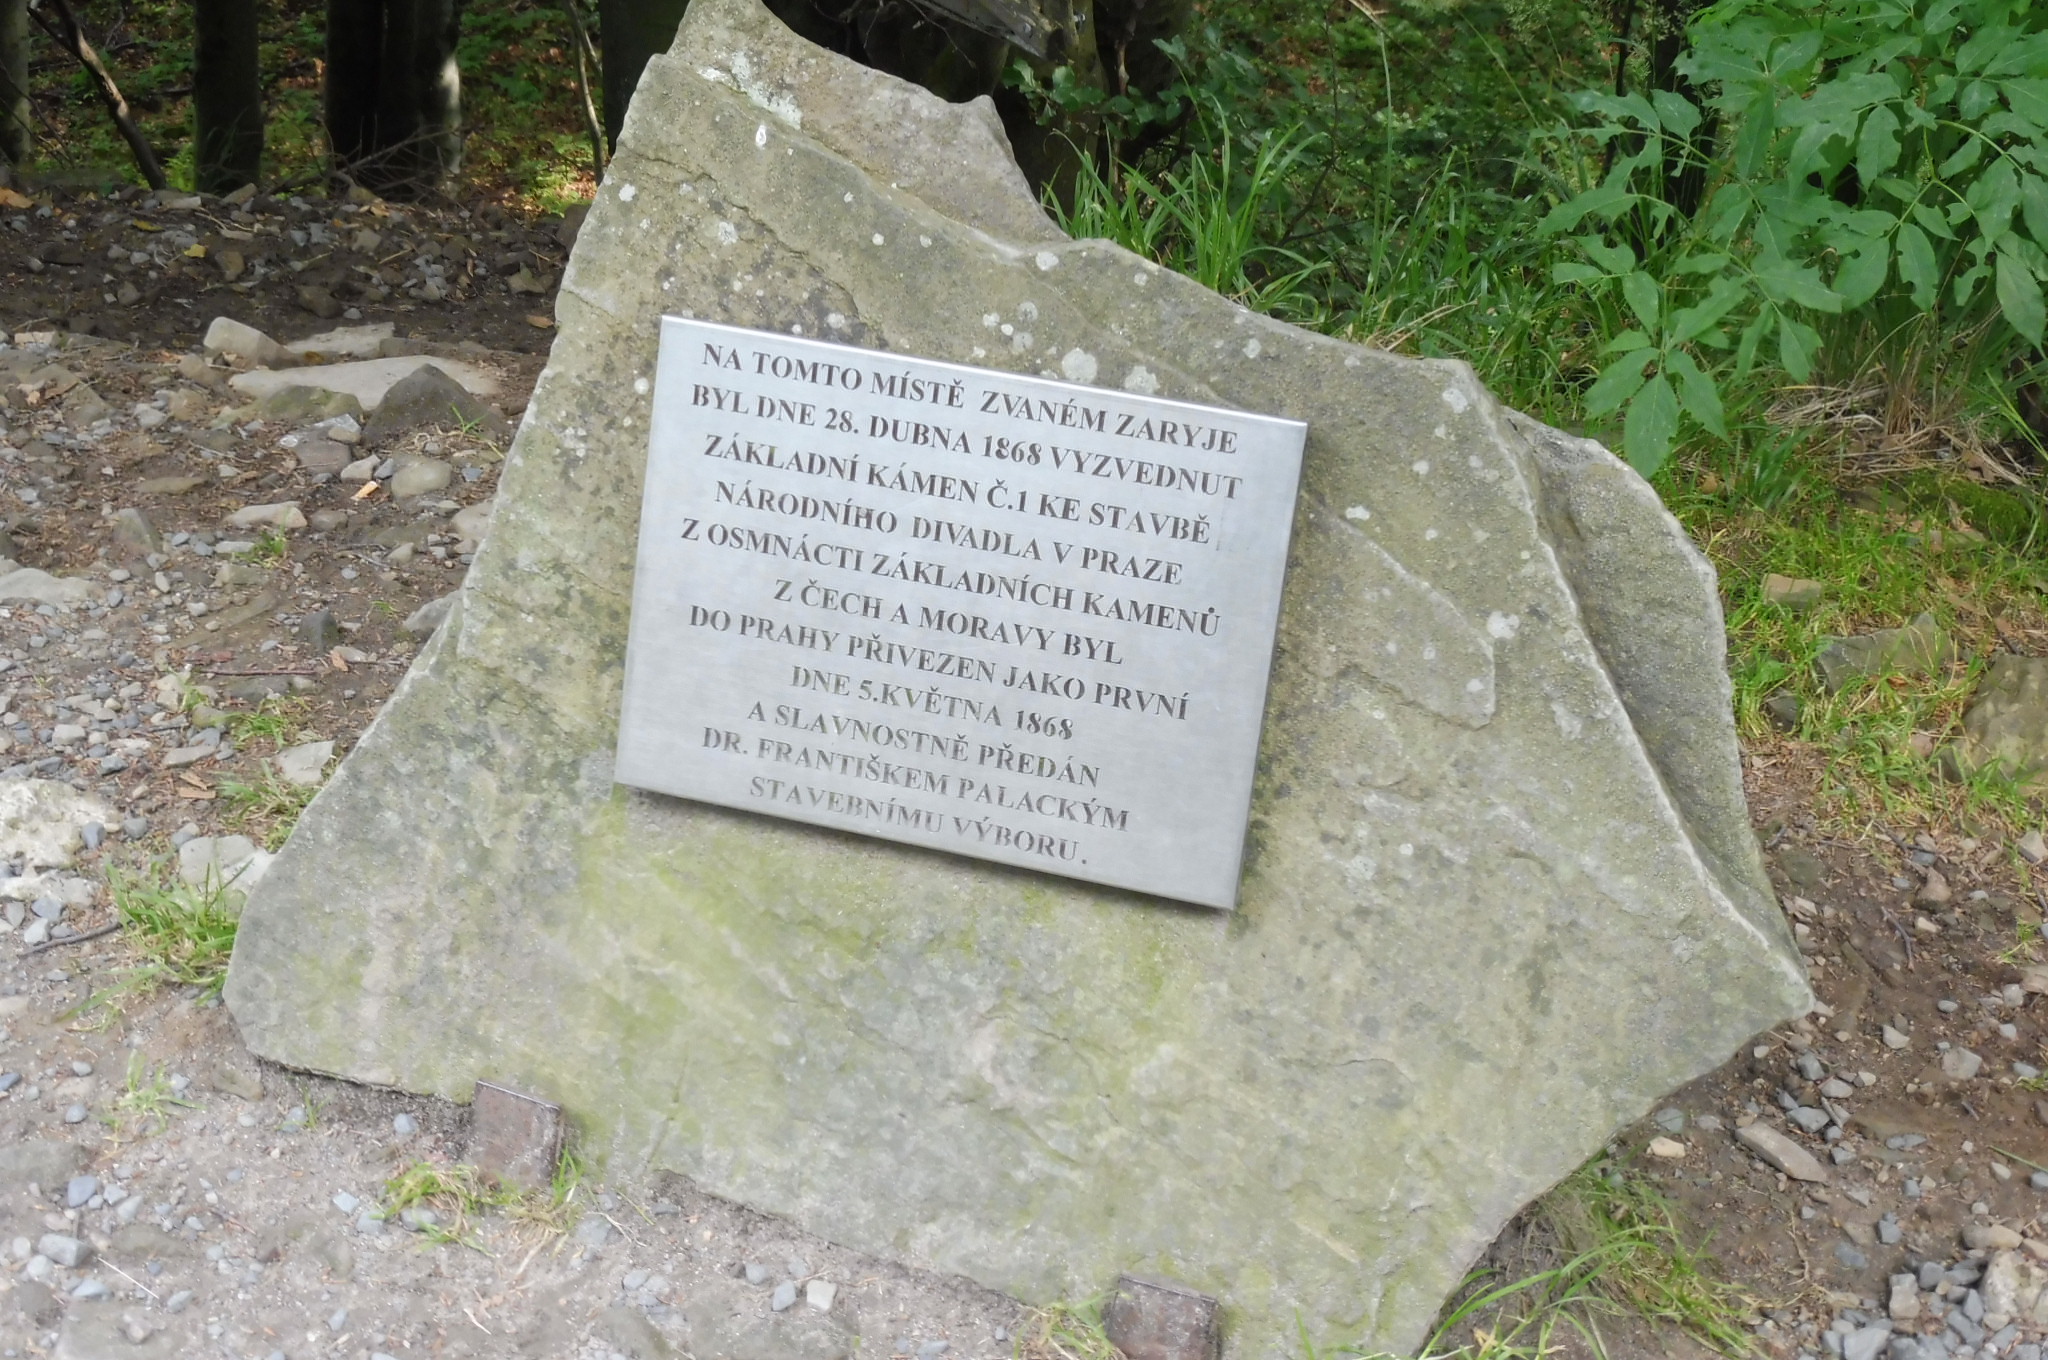 NA TOMTO MÍSTĚ ZVANÉM ZARYJE
BYL DNE 28. DUBNA 1868 VYZVEDNUT
ZÁKLADNÍ KÁMEN Č.1 KE STAVBĚ
NÁRODNÍHO DIVADLA V PRAZE
Z OSMNÁCTI ZÁKLADNÍCH KAMENŮ
Z ČECH A MORAVY BYL
DO PRAHY PŘIVEZEN JAKO PRVNÍ
DNE 5.KVĚTNA 1868
A SLAVNOSTNĚ PŘEDÁN
DR. FRANTIŠKEM PALACKÝM
STAVEBNÍMU VÝBORU.